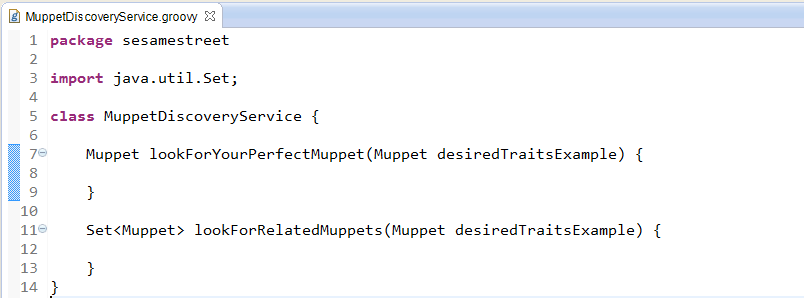 MuppetDiscoveryService.groovy
1 package sesamestreet
2
3 import java.util.Set;
4
5 class MuppetDiscoveryService {
6
7 Muppet lookForYourPerfectMuppet(Muppet desiredTraitsExample) {
8
9 }
10
11 Set<Muppet> lookForRelatedMuppets(Muppet desiredTraitsExample) {
12
13 }
14 }